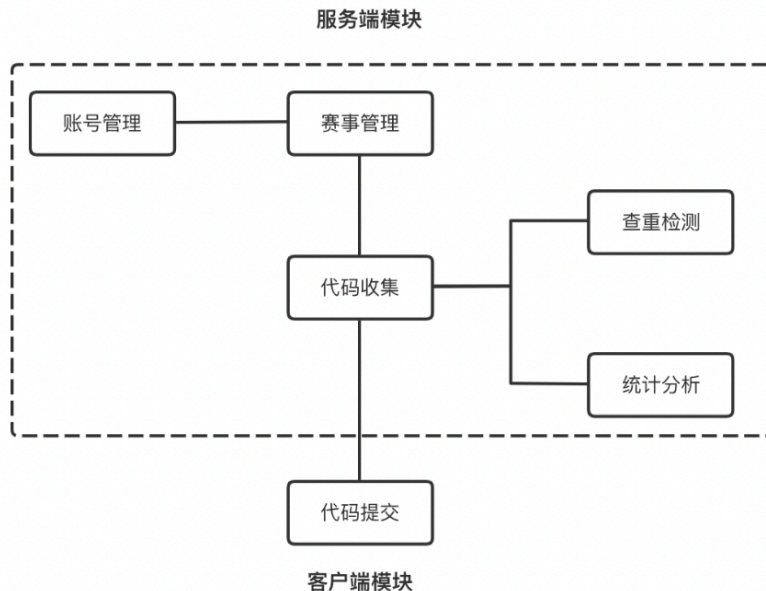 服务端模块
账号管理
赛事管理
查重检测
代码收集
统计分析
代码提交
客户端模块